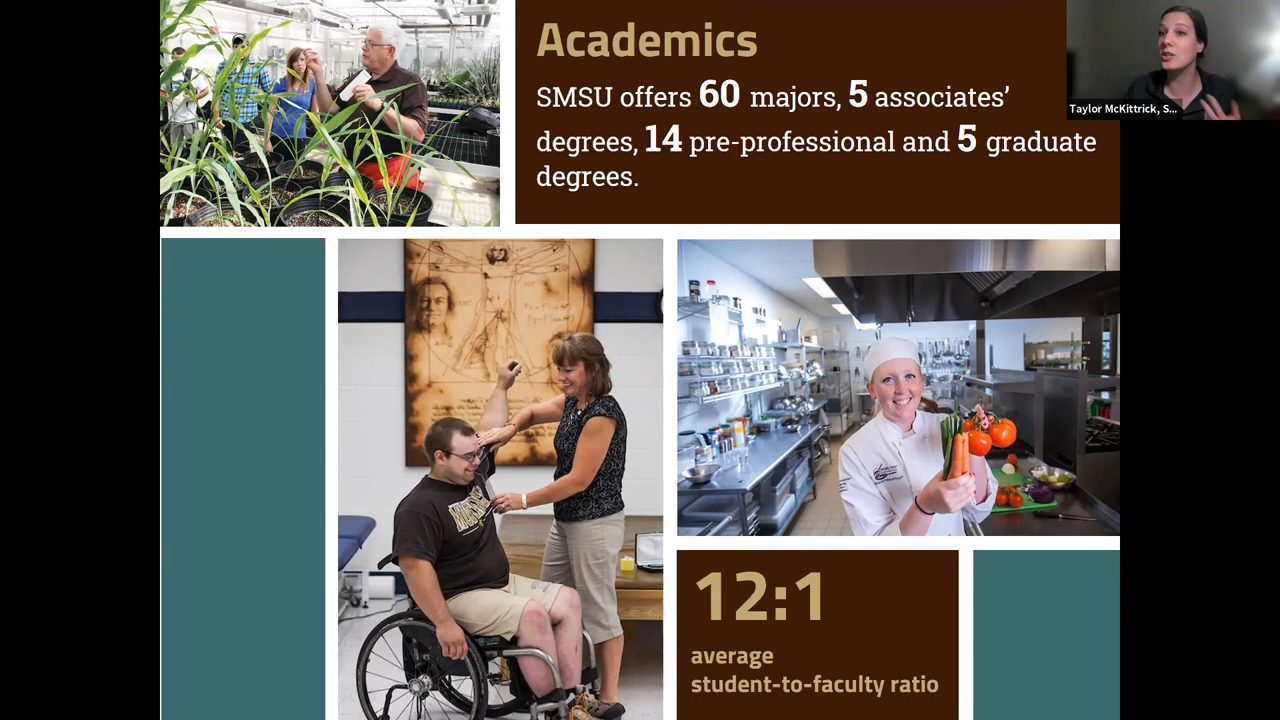 Academics
SMSU offers 60 majors, 5 associates’
degrees, 14 pre-professional and 5 graduate
degrees.
Taylor McKittrick, S...
12:1
average
student-to-faculty ratio